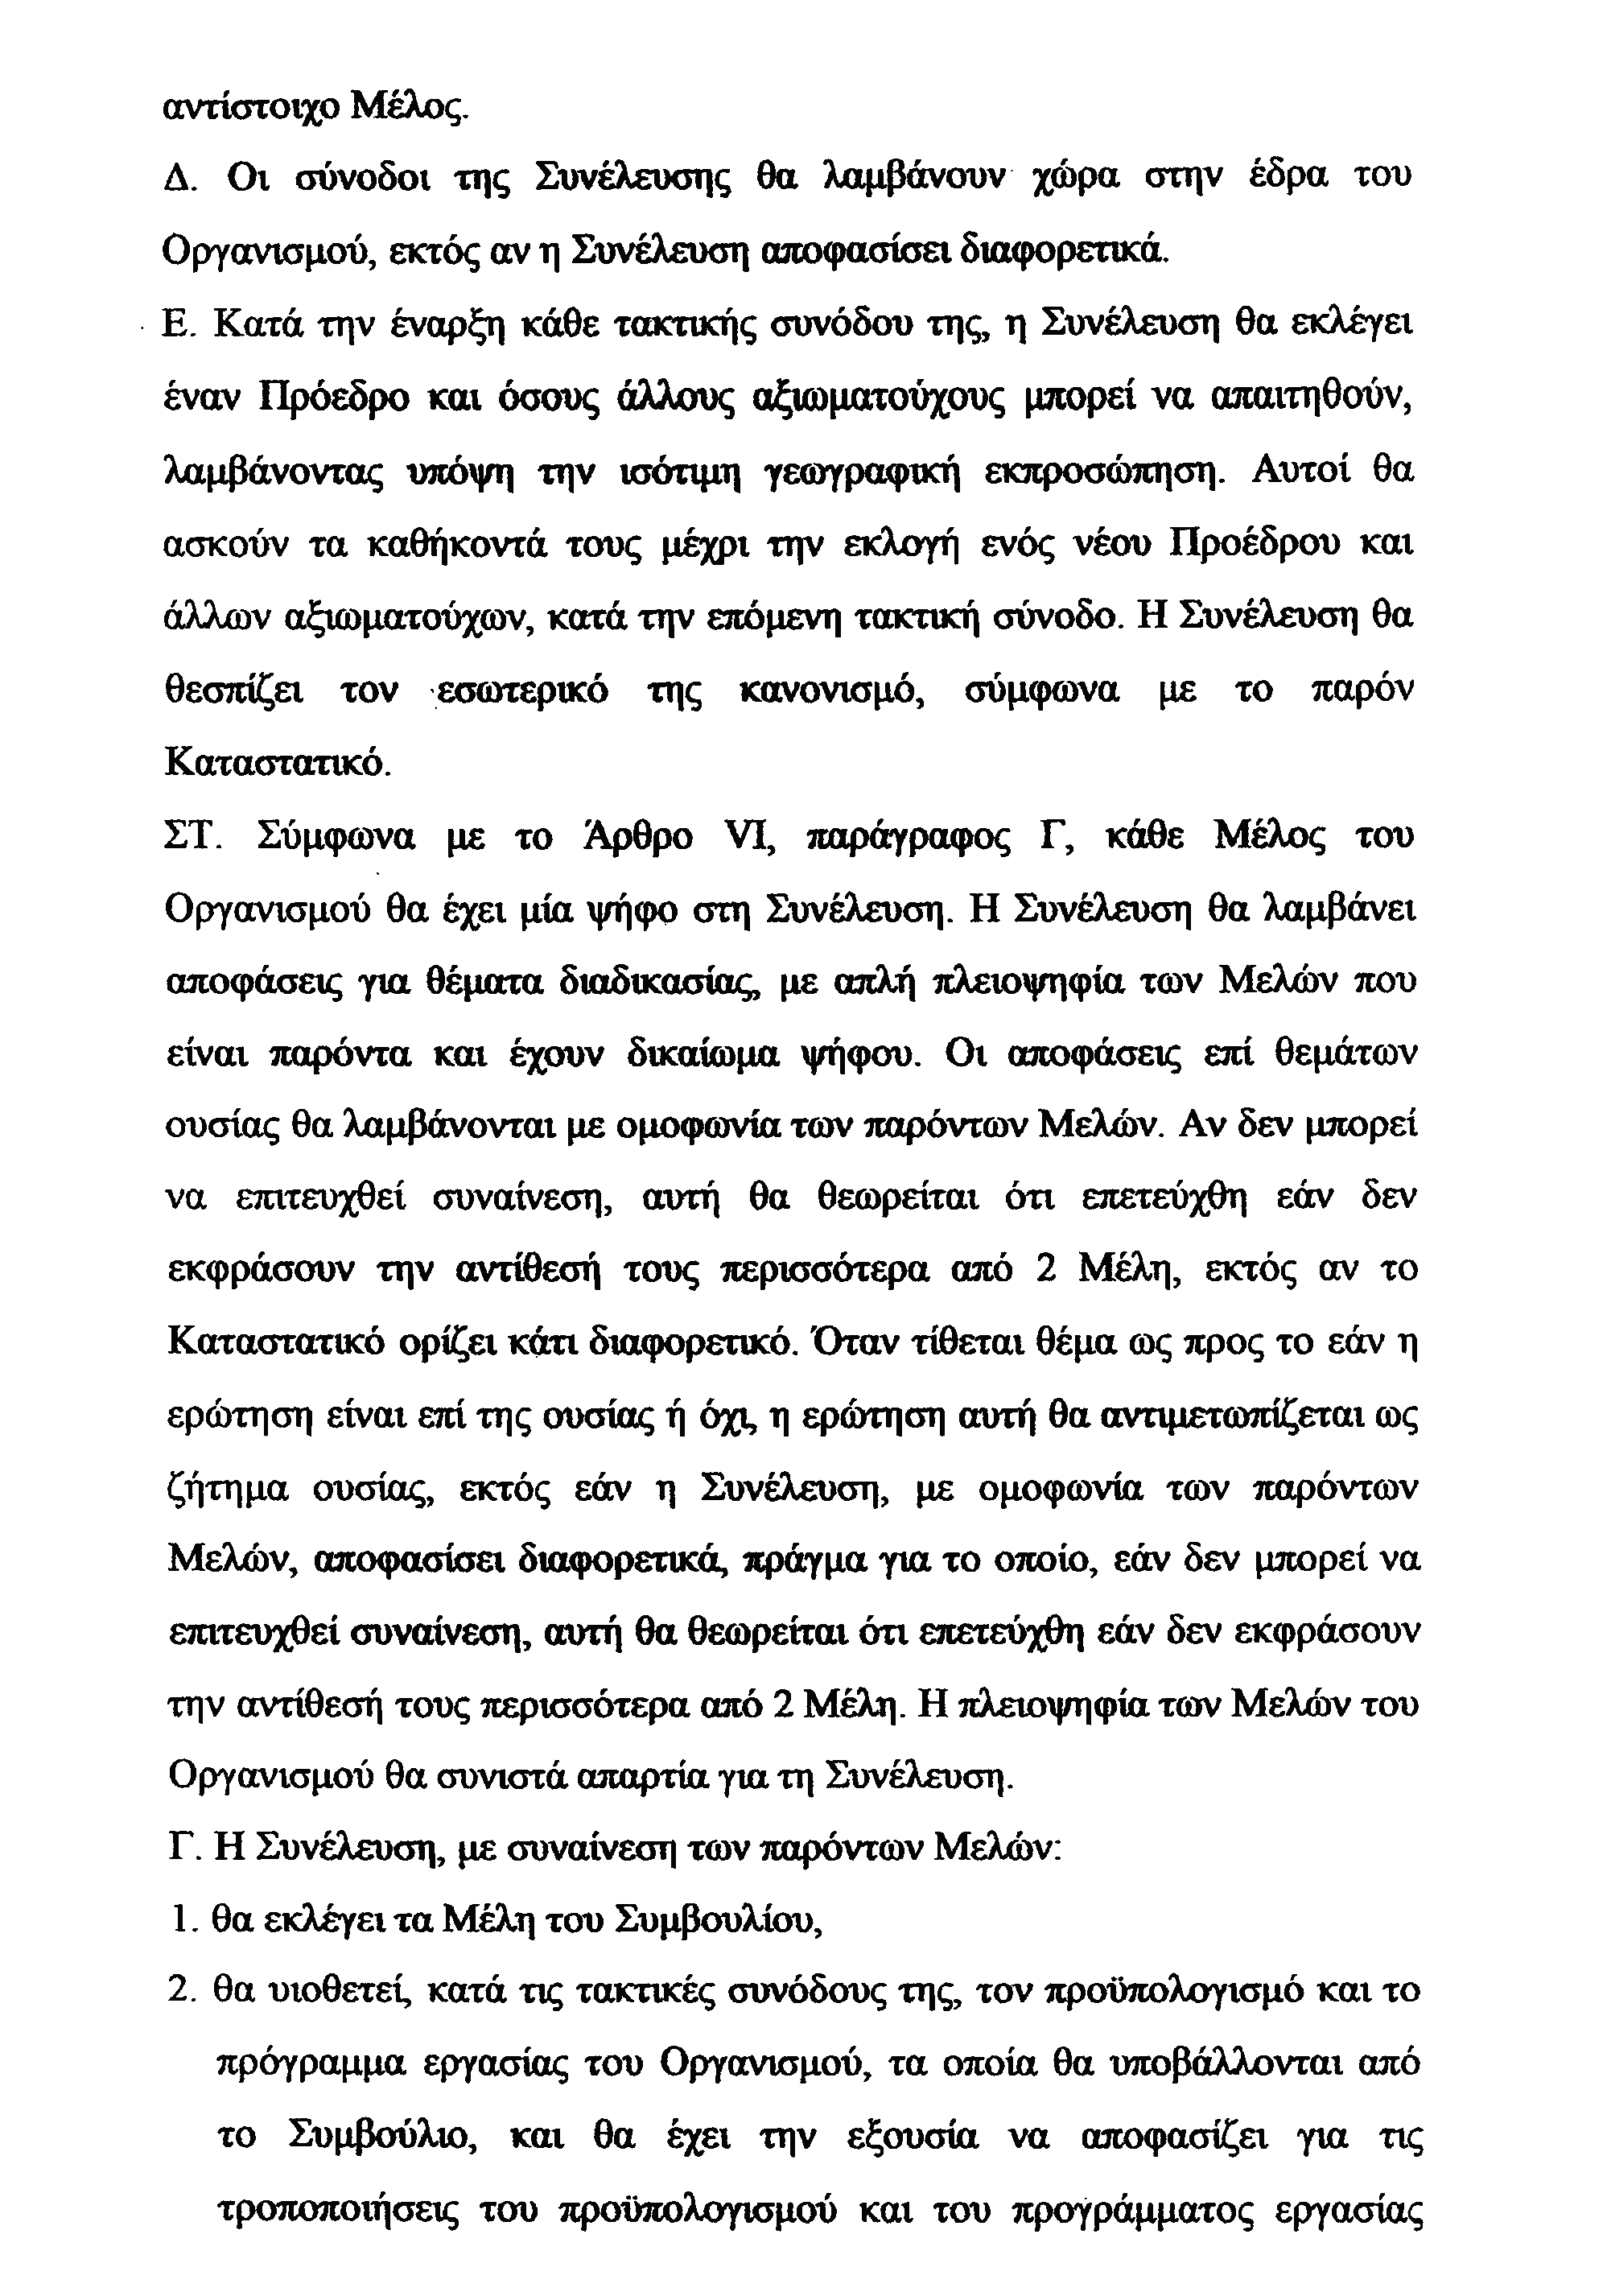 αντίστοιχο Μέλος.
Δ. Οι σύνοδοι της Συνέλευσης θα λαμβάνουν χώρα στην έδρα του
Οργανισμού, εκτός αν η Συνέλευση αποφασίσει διαφορετικά.
Ε. Κατά την έναρξη κάθε τακτικής συνόδου της, η Συνέλευση θα εκλέγει
έναν Πρόεδρο και όσους άλλους αξιωματούχους μπορεί να απαιτηθούν,
λαμβάνοντας υπόψη την ισότιμη γεωγραφική εκπροσώπηση. Αυτοί θα
ασκούν τα καθήκοντά τους μέχρι την εκλογή ενός νέου Προέδρου και
άλλων αξιωματούχων, κατά την επόμενη τακτική σύνοδο. Η Συνέλευση θα
θεσπίζει τον εσωτερικό της κανονισμό, σύμφωνα με το παρόν
Καταστατικό.
ΣΤ. Σύμφωνα με το Άρθρο VI, παράγραφος Γ, κάθε Μέλος του
Οργανισμού θα έχει μία ψήφο στη Συνέλευση. Η Συνέλευση θα λαμβάνει
αποφάσεις για θέματα διαδικασίας, με απλή πλειοψηφία των Μελών που
είναι παρόντα και έχουν δικαίωμα ψήφου. Οι αποφάσεις επί θεμάτων
ουσίας θα λαμβάνονται με ομοφωνία των παρόντων Μελών. Αν δεν μπορεί
να επιτευχθεί συναίνεση, αυτή θα θεωρείται ότι επετεύχθη εάν δεν
εκφράσουν την αντίθεσή τους περισσότερα από 2 Μέλη, εκτός αν το
Καταστατικό ορίζει κάτι διαφορετικό. Όταν τίθεται θέμα ως προς το εάν η
ερώτηση είναι επί της ουσίας ή όχι, η ερώτηση αυτή θα αντιμετωπίζεται ως
ζήτημα ουσίας, εκτός εάν η Συνέλευση, με ομοφωνία των παρόντων
Μελών, αποφασίσει διαφορετικά, πράγμα για το οποίο, εάν δεν μπορεί να
επιτευχθεί συναίνεση, αυτή θα θεωρείται ότι επετεύχθη εάν δεν εκφράσουν
την αντίθεσή τους περισσότερα από 2 Μέλη. Η πλειοψηφία των Μελών του
Οργανισμού θα συνιστά απαρτία για τη Συνέλευση.
Γ. Η Συνέλευση, με συναίνεση των παρόντων Μελών:
1. θα εκλέγει τα Μέλη του Συμβουλίου,
2. θα υιοθετεί, κατά τις τακτικές συνόδους της, τον προϋπολογισμό και το
πρόγραμμα εργασίας του Οργανισμού, τα οποία θα υποβάλλονται από
το Συμβούλιο, και θα έχει την εξουσία να αποφασίζει για τις
τροποποιήσεις του προϋπολογισμού και του προγράμματος εργασίας